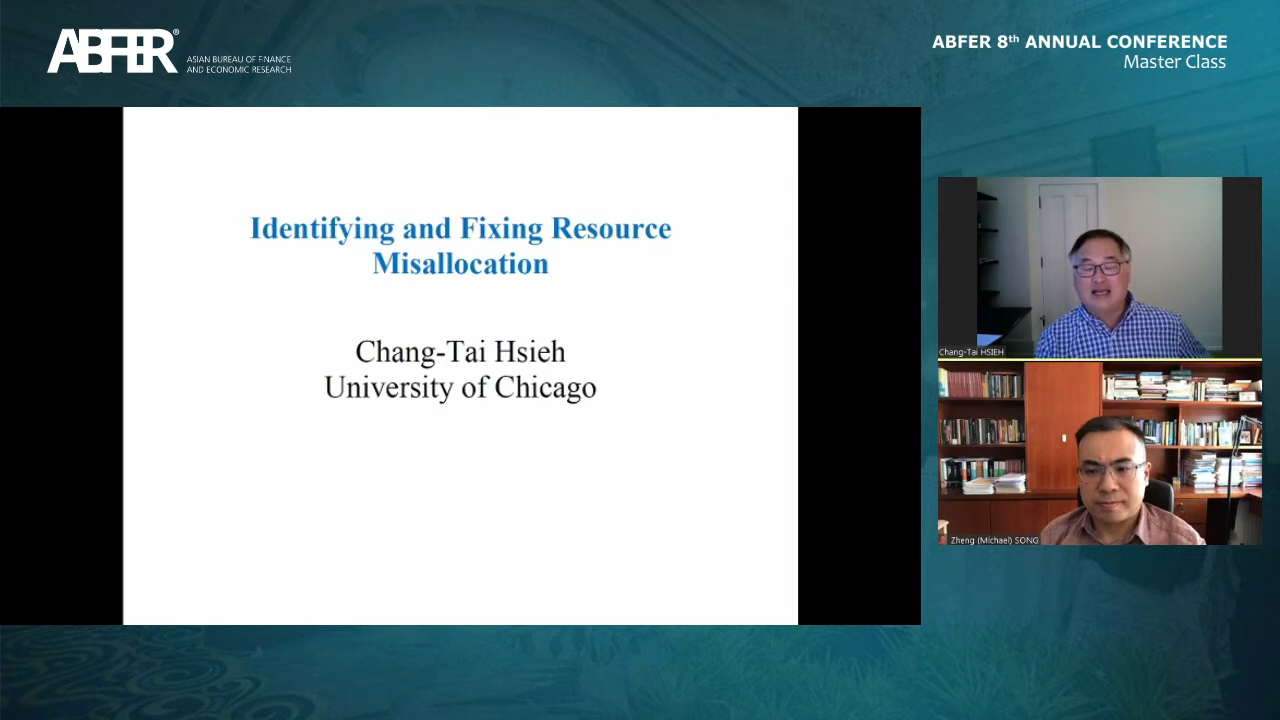 ABFER®
ASIAN BUREAU OF FINANCE
AND ECONOMIC RESEARCH
ABFER 8th ANNUAL CONFERENCE
Master Class
Identifying and Fixing Resource
Misallocation
Chang-Tai Hsieh
University of Chicago
Chang-Tai HSIEH
Zheng (Michael) SONG